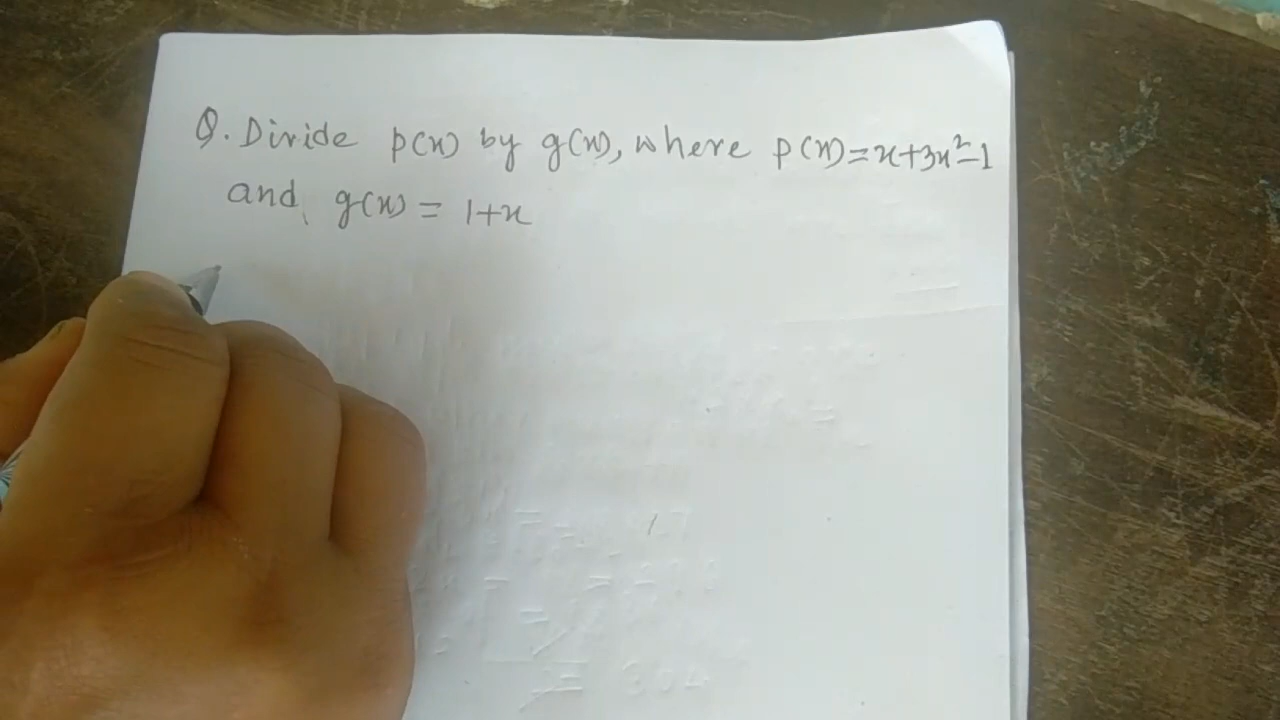 Q. Divide p(x) by g(x), where p(x)=x+3x²-1
and, g(x) = 1+x